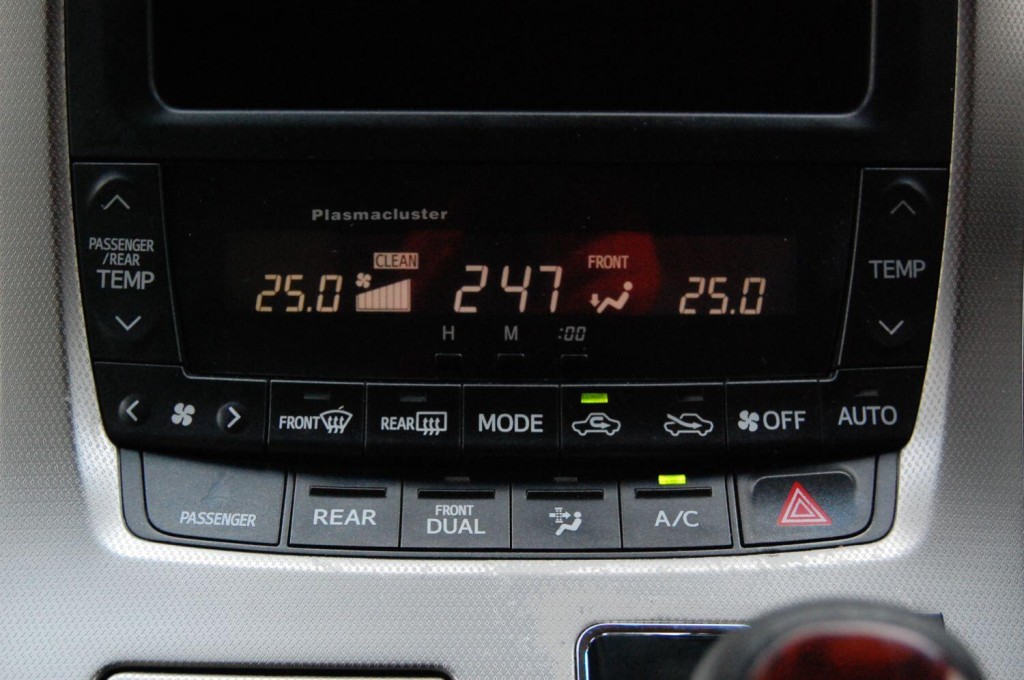 Plasmacluster
PASSENGER
/REAR
TEMP
25.0
CLEAN
247
FRONT
25.0
TEMP
H M :00
FRONT
REAR
MODE
OFF
AUTO
PASSENGER
REAR
FRONT
DUAL
A/C